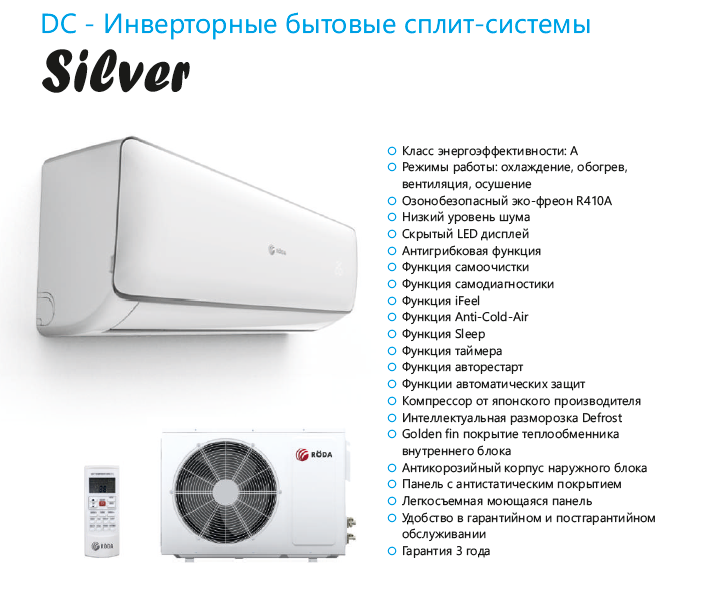 DC - Инверторные бытовые сплит-системы
Silver
RÖDA
Класс энергоэффективности: А
Режимы работы: охлаждение, обогрев,
вентиляция, осушение
Озонобезопасный эко-фреон R410A
Низкий уровень шума
Скрытый LED дисплей
Антигрибковая функция
Функция самоочистки
Функция самодиагностики
Функция iFeel
Функция Anti-Cold-Air
Функция Sleep
Функция таймера
Функция авторестарт
Функции автоматических защит
Компрессор от японского производителя
Интеллектуальная разморозка Defrost
Golden fin покрытие теплообменника
внутреннего блока
Антикорозийный корпус наружного блока
Панель с антистатическим покрытием
Легкосъемная моющаяся панель
Удобство в гарантийном и постгарантийном
обслуживании
Гарантия 3 года
RÖDA
RÖDA